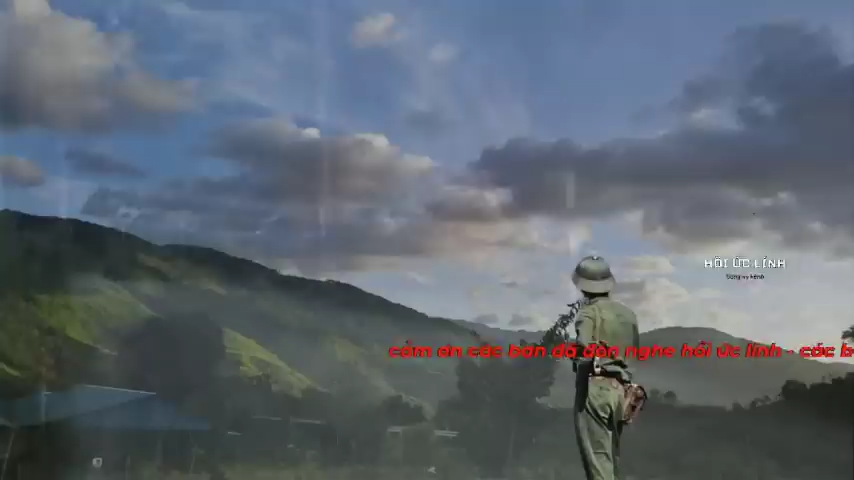 HỒI ỨC LÍNH
cảm ơn các bạn đã đón nghe hồi ức lính - các b